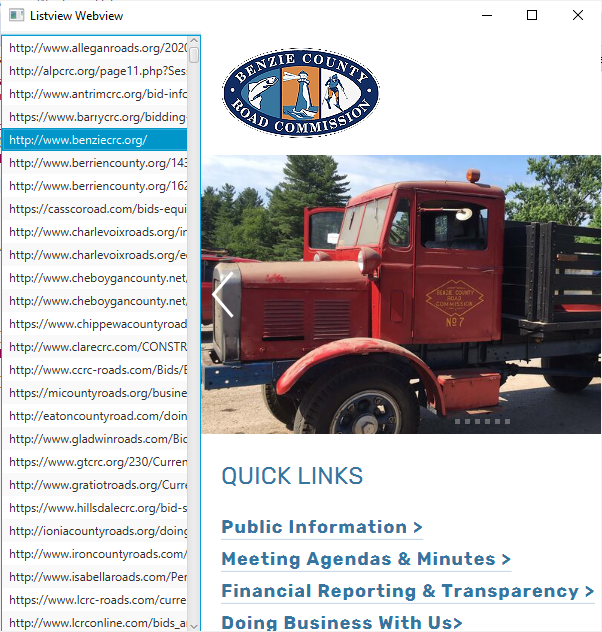 Listview Webview
http://www.alleganroads.org/2020
http://alpcrc.org/page11.php?Ses
http://www.antrimcrc.org/bid-info
https://www.barrycrc.org/bidding-
http://www.benziecrc.org/
http://www.berriencounty.org/143
http://www.berriencounty.org/162
https://casscoroad.com/bids-equi
http://www.charlevoixroads.org/in
http://www.charlevoixroads.org/ec
http://www.cheboygancounty.net/
http://www.cheboygancounty.net/
https://www.chippewacountyroad
http://www.clarecrc.com/CONSTR
http://www.ccrc-roads.com/Bids/B
https://micountyroads.org/busine
http://eatoncountyroad.com/doin
http://www.gladwinroads.com/Bic
https://www.gtcrc.org/230/Curren
http://www.gratiotroads.org/Curre
https://www.hillsdalecrc.org/bid-s
http://ioniacountyroads.org/doing
http://www.ironcountyroads.com/
http://www.isabellaroads.com/Per
https://www.lcrc-roads.com/curre
http://www.lcrconline.com/bids_a
BENZIE COUNTY
ROAD COMMISSION
BENZIE COUNTY
ROAD
COMMISSION
No 7
QUICK LINKS
Public Information >
Meeting Agendas & Minutes >
Financial Reporting & Transparency >
Doing Business With Us>